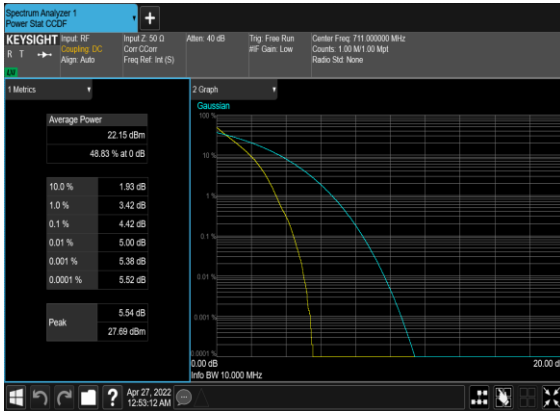 Spectrum Analyzer 1
Power Stat CCDF
+
KEYSIGHT
R T
LXI
Input: RF
Coupling: DC
Align: Auto
Input Z: 50 Ω
Corr CCorr
Freq Ref: Int (S)
Atten: 40 dB
Trig: Free Run
#IF Gain: Low
Center Freq: 711.000000 MHz
Counts: 1.00 M/1.00 Mpt
Radio Std: None
1 Metrics
Average Power
22.15 dBm
48.83 % at 0 dB
10.0 % 1.93 dB
1.0 % 3.42 dB
0.1 % 4.42 dB
0.01 % 5.00 dB
0.001 % 5.38 dB
0.0001 % 5.52 dB
Peak
5.54 dB
27.69 dBm
2 Graph
Gaussian
100 %
10 %
1 %
0.1 %
0.01 %
0.001 %
0.0001 %
0.00 dB
20.00 d
Info BW 10.000 MHz
?
Apr 27, 2022
12:53:12 AM